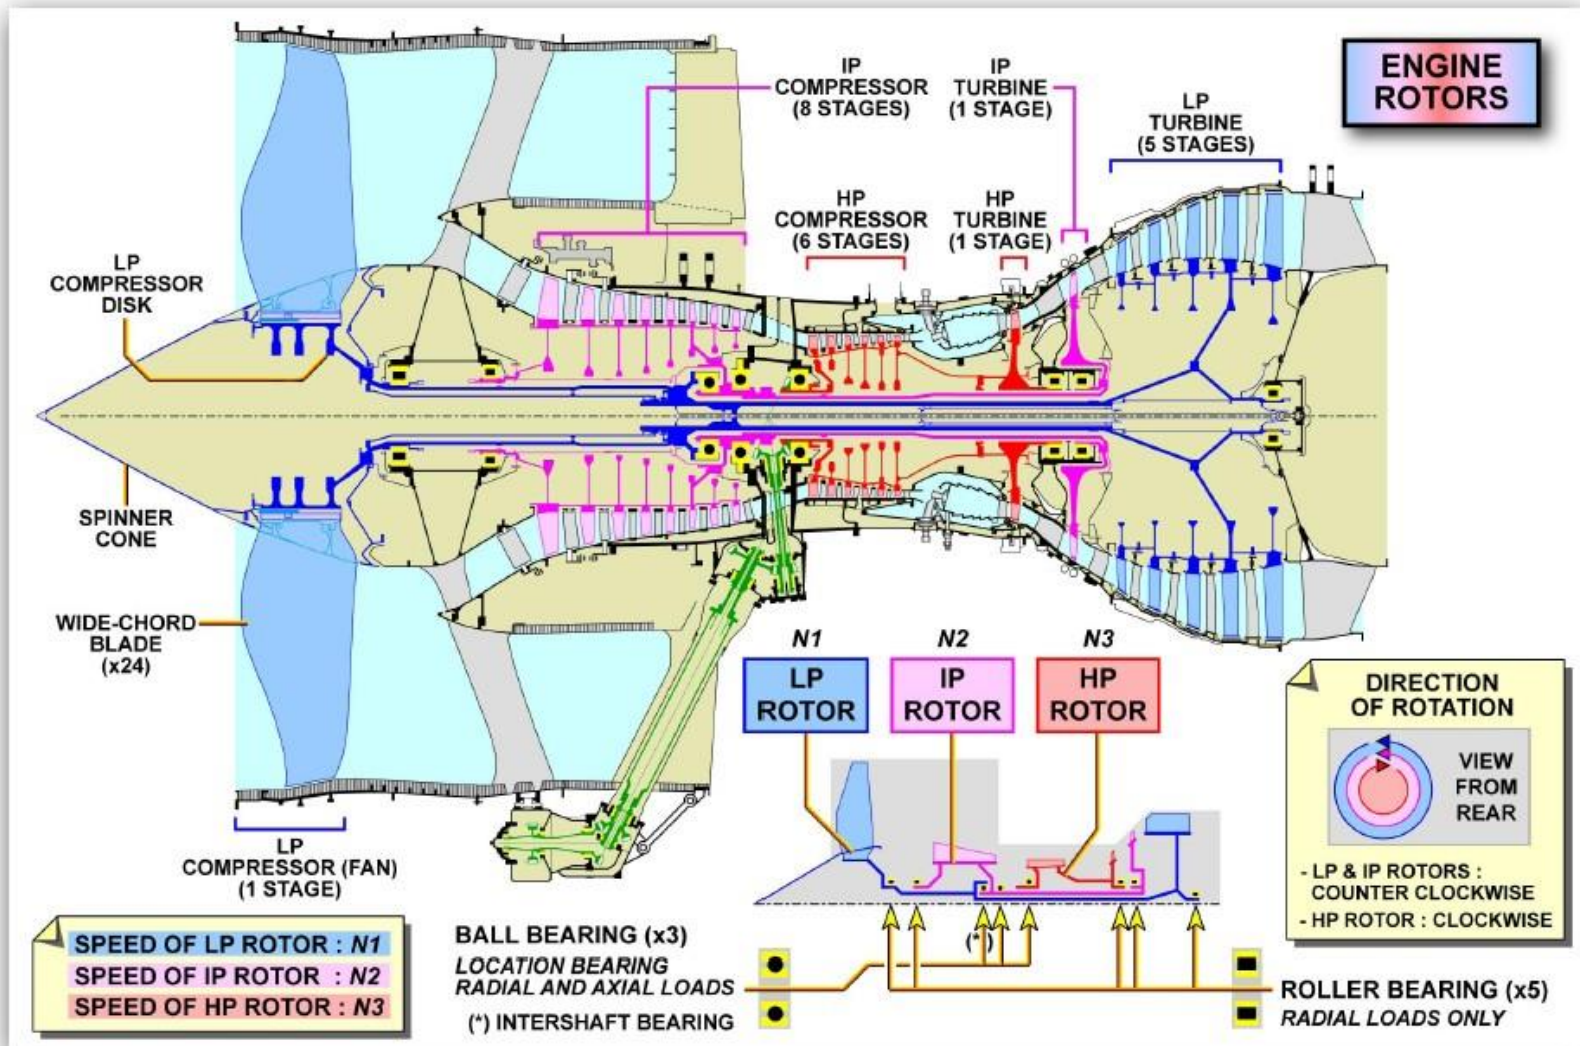 ENGINE
ROTORS
IP
COMPRESSOR
(8 STAGES)
IP
TURBINE
(1 STAGE)
LP
TURBINE
(5 STAGES)
HP
COMPRESSOR
(6 STAGES)
HP
TURBINE
(1 STAGE)
LP
COMPRESSOR
DISK
SPINNER
CONE
WIDE-CHORD
BLADE
(x24)
LP
COMPRESSOR (FAN)
(1 STAGE)
N1
N2
N3
LP
ROTOR
IP
ROTOR
HP
ROTOR
DIRECTION
OF ROTATION
VIEW
FROM
REAR
- LP & IP ROTORS :
COUNTER CLOCKWISE
- HP ROTOR : CLOCKWISE
SPEED OF LP ROTOR : N1
SPEED OF IP ROTOR : N2
SPEED OF HP ROTOR : N3
BALL BEARING (x3)
LOCATION BEARING
RADIAL AND AXIAL LOADS
(*) INTERSHAFT BEARING
(*)
ROLLER BEARING (x5)
RADIAL LOADS ONLY